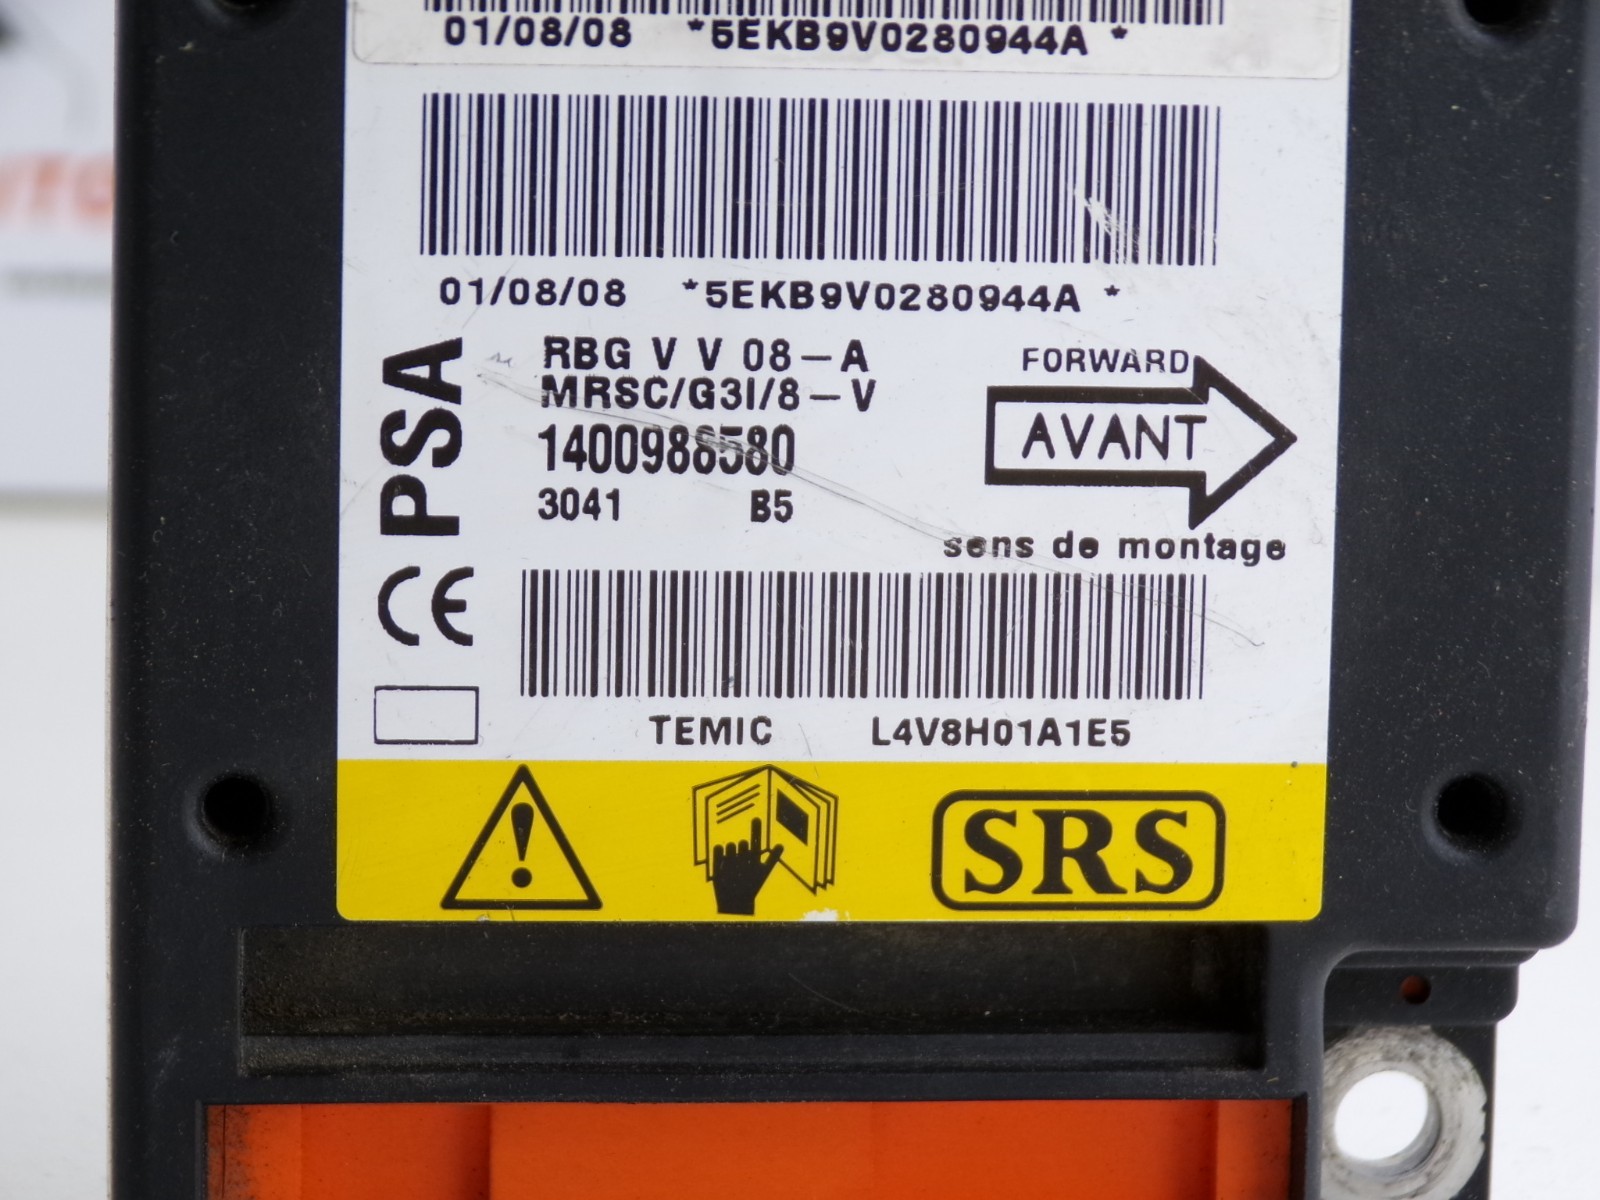 01/08/08 *5EKB9V0280944A *
01/08/08 *5EKB9V0280944A *
PSA
RBG V V 08-A
MRSC/G3I/8-V
1400988580
3041 B5
FORWARD
AVANT
sens de montage
CE
TEMIC L4V8H01A1E5
SRS